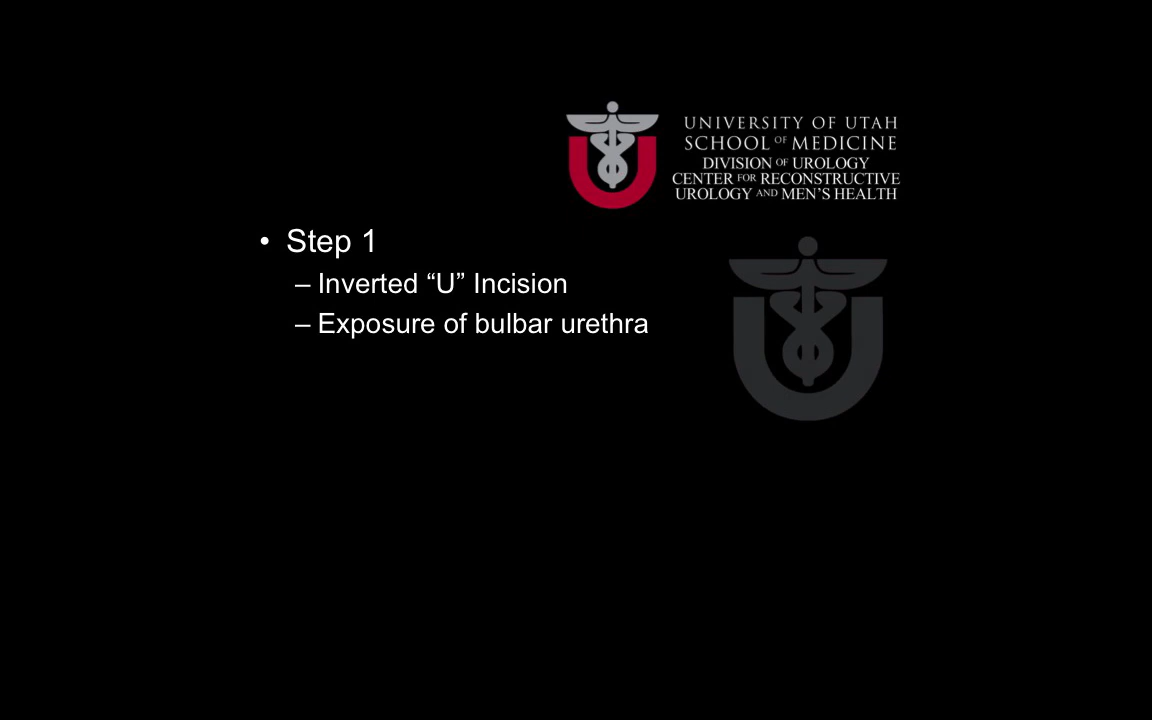 UNIVERSITY OF UTAH
SCHOOL OF MEDICINE
DIVISION OF UROLOGY
CENTER FOR RECONSTRUCTIVE
UROLOGY AND MEN'S HEALTH
• Step 1
– Inverted “U” Incision
– Exposure of bulbar urethra